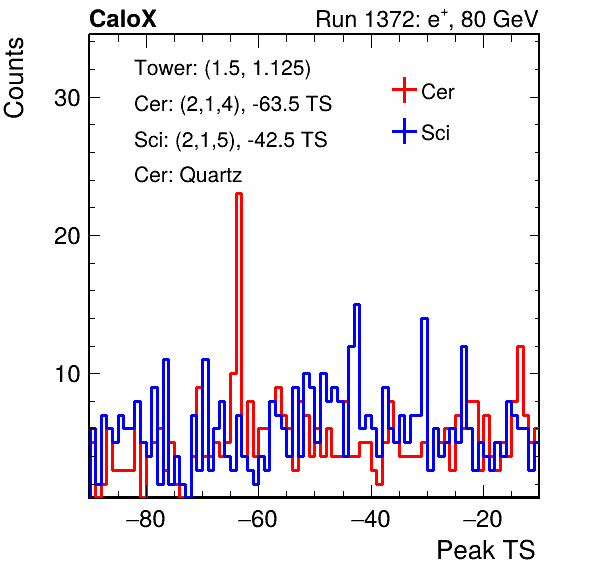 CaloX Run 1372: e⁺, 80 GeV
Counts
Tower: (1.5, 1.125)
Cer: (2,1,4), -63.5 TS
Sci: (2,1,5), -42.5 TS
Cer: Quartz
Cer
Sci
30
20
10
−80 −60 −40 −20
Peak TS